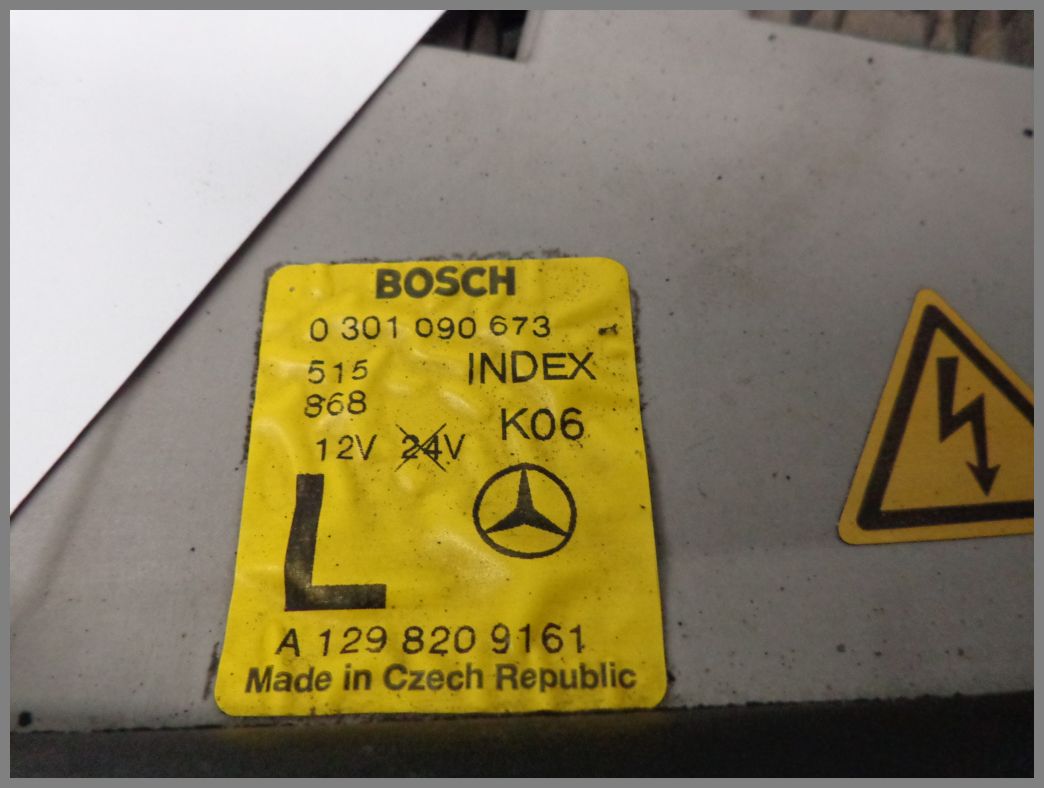 BOSCH
0 301 090 673
515 INDEX
868
12V 24V K06
L
A 129 820 9161
Made in Czech Republic